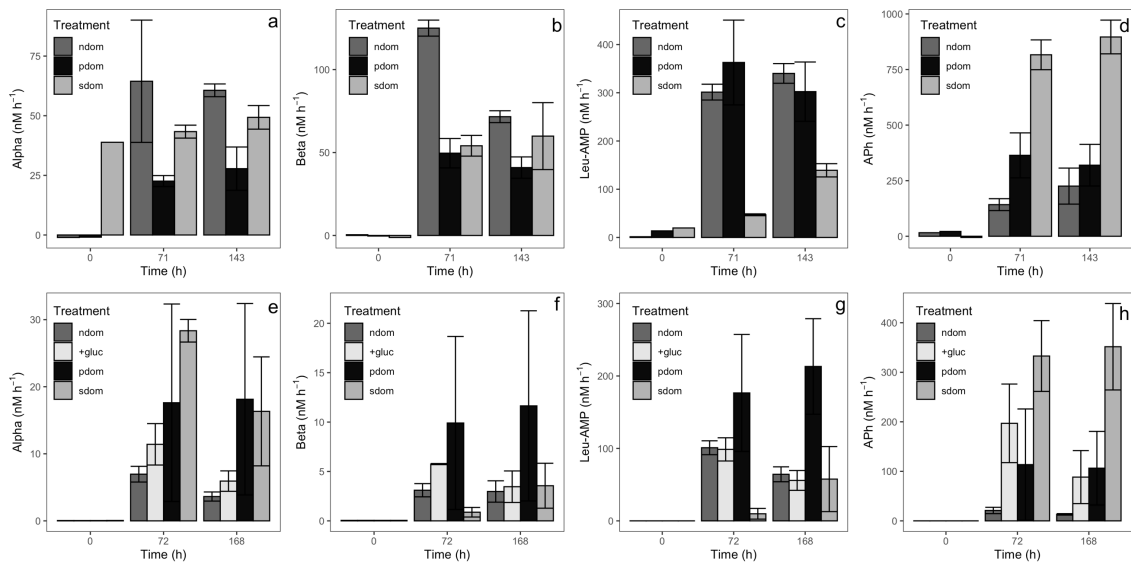 a
Treatment
ndom
pdom
sdom
Alpha (nM h⁻¹)
75
50
25
0
0 71 143
Time (h)
b
Treatment
ndom
pdom
sdom
Beta (nM h⁻¹)
100
50
0
0 71 143
Time (h)
c
Treatment
ndom
pdom
sdom
Leu-AMP (nM h⁻¹)
400
300
200
100
0
0 71 143
Time (h)
d
Treatment
ndom
pdom
sdom
APh (nM h⁻¹)
1000
750
500
250
0
0 71 143
Time (h)
e
Treatment
ndom
+gluc
pdom
sdom
Alpha (nM h⁻¹)
30
20
10
0
0 72 168
Time (h)
f
Treatment
ndom
+gluc
pdom
sdom
Beta (nM h⁻¹)
20
15
10
5
0
0 72 168
Time (h)
g
Treatment
ndom
+gluc
pdom
sdom
Leu-AMP (nM h⁻¹)
300
200
100
0
0 72 168
Time (h)
h
Treatment
ndom
+gluc
pdom
sdom
APh (nM h⁻¹)
400
300
200
100
0
0 72 168
Time (h)